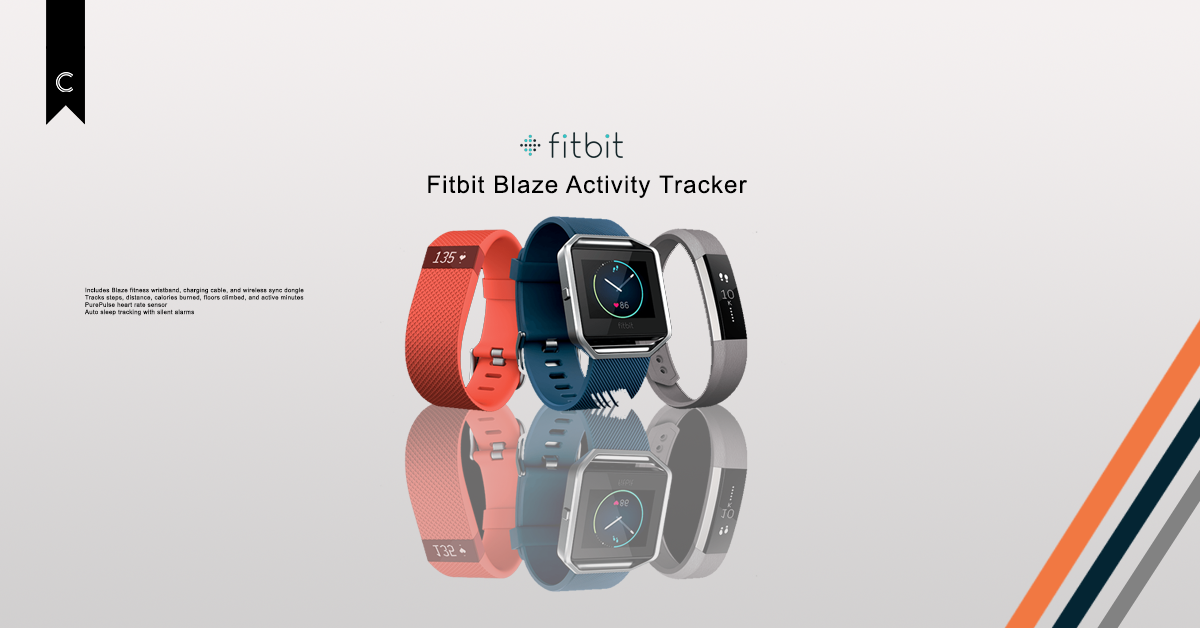 C
fitbit
Fitbit Blaze Activity Tracker
135
86
fitbit
10
K
Includes Blaze fitness wristband, charging cable, and wireless sync dongle
Tracks steps, distance, calories burned, floors climbed, and active minutes
PurePulse heart rate sensor
Auto sleep tracking with silent alarms